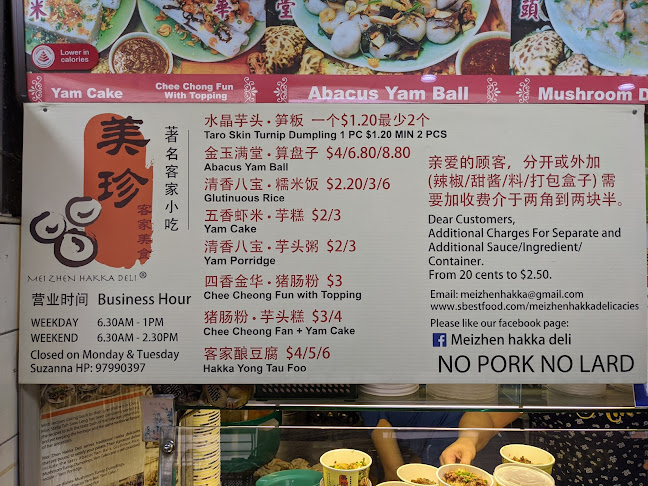 Lower in
calories
Yam Cake
Chee Chong Fun
With Topping
Abacus Yam Ball
Mushroom D
美珍
客家美食
著名客家小吃
MEI ZHEN HAKKA DELI ®
营业时间 Business Hour
WEEKDAY 6.30AM - 1PM
WEEKEND 6.30AM - 2.30PM
Closed on Monday & Tuesday
Suzanna HP: 97990397
水晶芋头·笋板 一个$1.20最少2个
Taro Skin Turnip Dumpling 1 PC $1.20 MIN 2 PCS
金玉满堂·算盘子 $4/6.80/8.80
Abacus Yam Ball
清香八宝·糯米饭 $2.20/3/6
Glutinous Rice
五香虾米·芋糕 $2/3
Yam Cake
清香八宝·芋头粥 $2/3
Yam Porridge
四香金华·猪肠粉 $3
Chee Cheong Fun with Topping
猪肠粉·芋头糕 $3/4
Chee Cheong Fan + Yam Cake
客家酿豆腐 $4/5/6
Hakka Yong Tau Foo
亲爱的顾客，分开或外加
(辣椒/甜酱/料/打包盒子) 需
要加收费介于两角到两块半。
Dear Customers,
Additional Charges For Separate and
Additional Sauce/Ingredient/
Container.
From 20 cents to $2.50.
Email: meizhenhakka@gmail.com
www.sbestfood.com/meizhenhakkadelicacies
Please like our facebook page:
Meizhen hakka deli
NO PORK NO LARD